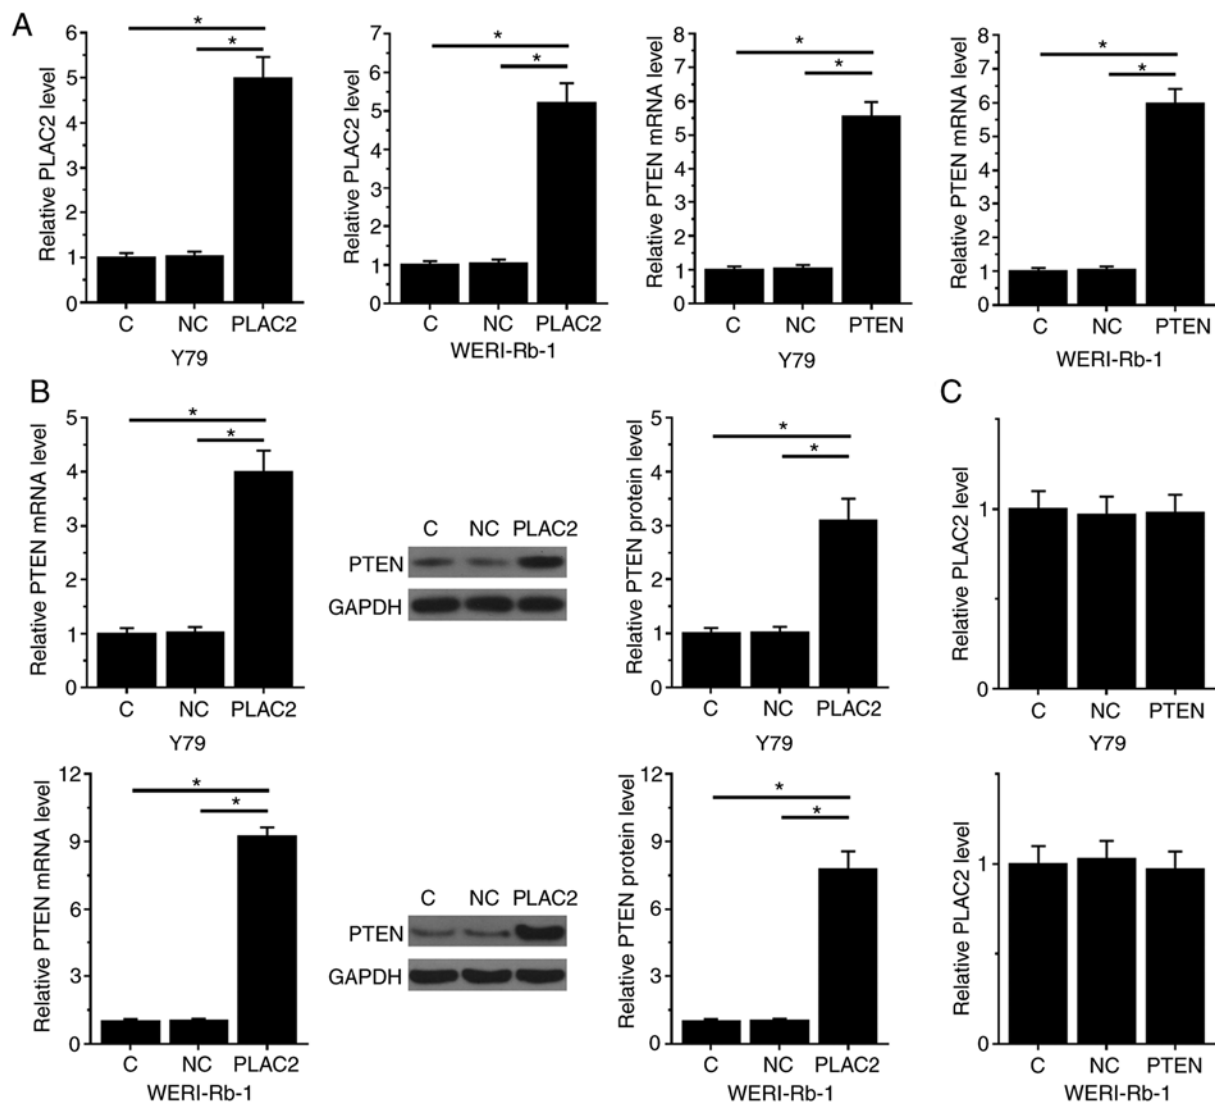 A
Relative PLAC2 level
6
5
4
3
2
1
0
C NC PLAC2
Y79
* *
Relative PLAC2 level
7
6
5
4
3
2
1
0
C NC PLAC2
WERI-Rb-1
* *
Relative PTEN mRNA level
8
7
6
5
4
3
2
1
0
C NC PTEN
Y79
* *
Relative PTEN mRNA level
8
7
6
5
4
3
2
1
0
C NC PTEN
WERI-Rb-1
* *
B
Relative PTEN mRNA level
5
4
3
2
1
0
C NC PLAC2
Y79
* *
C NC PLAC2
PTEN
GAPDH
Relative PTEN protein level
5
4
3
2
1
0
C NC PLAC2
Y79
* *
C
Relative PLAC2 level
1
0
C NC PTEN
Y79
Relative PTEN mRNA level
12
9
6
3
0
C NC PLAC2
WERI-Rb-1
* *
C NC PLAC2
PTEN
GAPDH
Relative PTEN protein level
12
9
6
3
0
C NC PLAC2
WERI-Rb-1
* *
Relative PLAC2 level
1
0
C NC PTEN
WERI-Rb-1